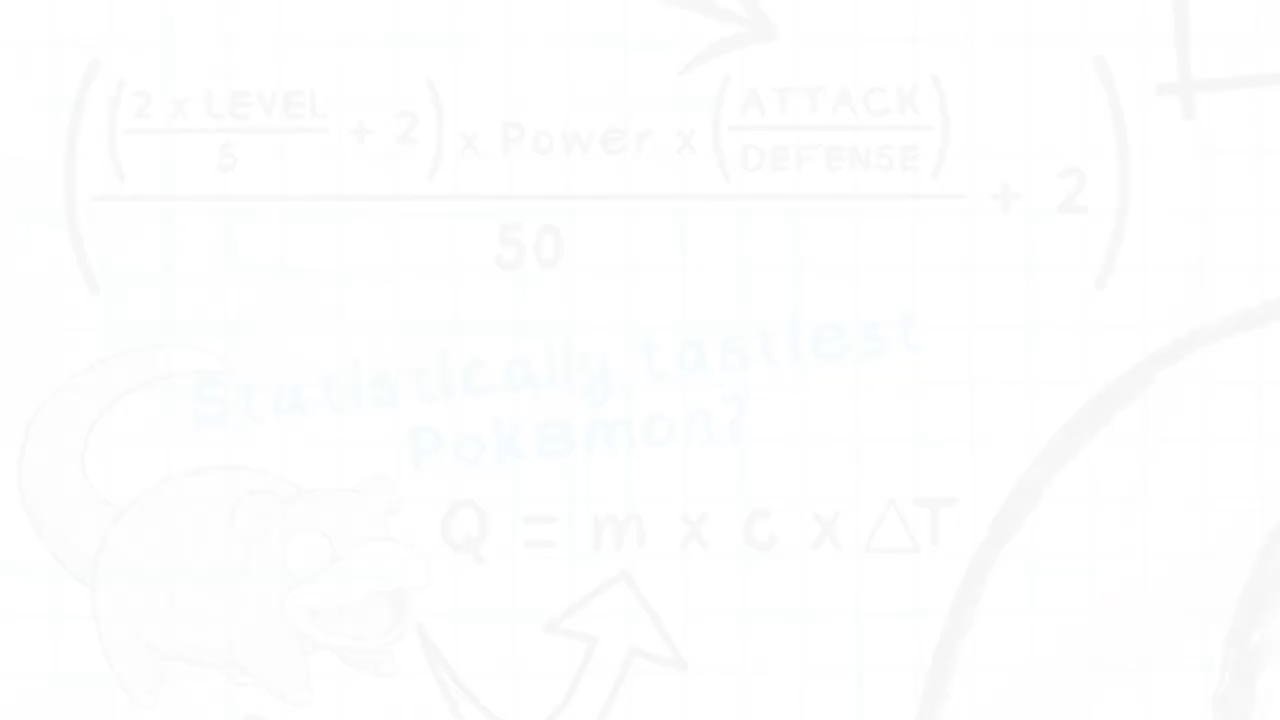 ((2 x LEVEL / 5 + 2) x Power x (ATTACK / DEFENSE) / 50 + 2)
Statistically tastiest
Pokémon?
Q = m x c x ΔT